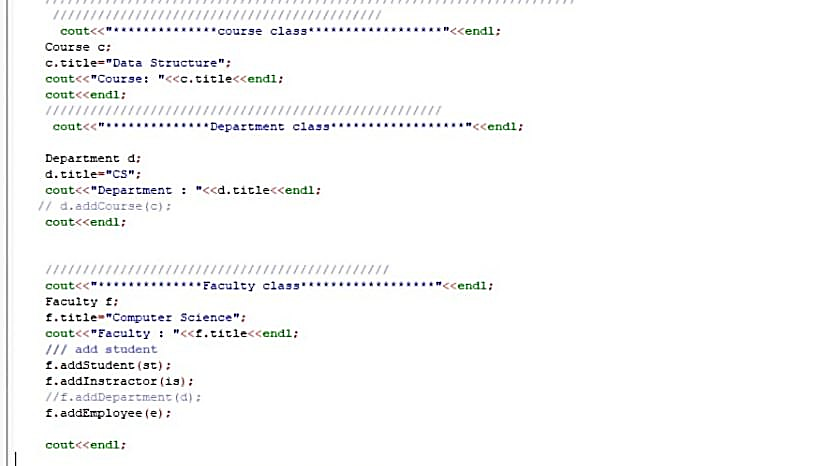 ////////////////////////////////////////////
cout<<"**************course class******************"<<endl;
Course c;
c.title="Data Structure";
cout<<"Course: "<<c.title<<endl;
cout<<endl;
/////////////////////////////////////////////////////
cout<<"**************Department class******************"<<endl;
Department d;
d.title="CS";
cout<<"Department : "<<d.title<<endl;
// d.addCourse(c);
cout<<endl;
//////////////////////////////////////////////
cout<<"**************Faculty class******************"<<endl;
Faculty f;
f.title="Computer Science";
cout<<"Faculty : "<<f.title<<endl;
/// add student
f.addStudent(st);
f.addInstractor(is);
//f.addDepartment(d);
f.addEmployee(e);
cout<<endl;